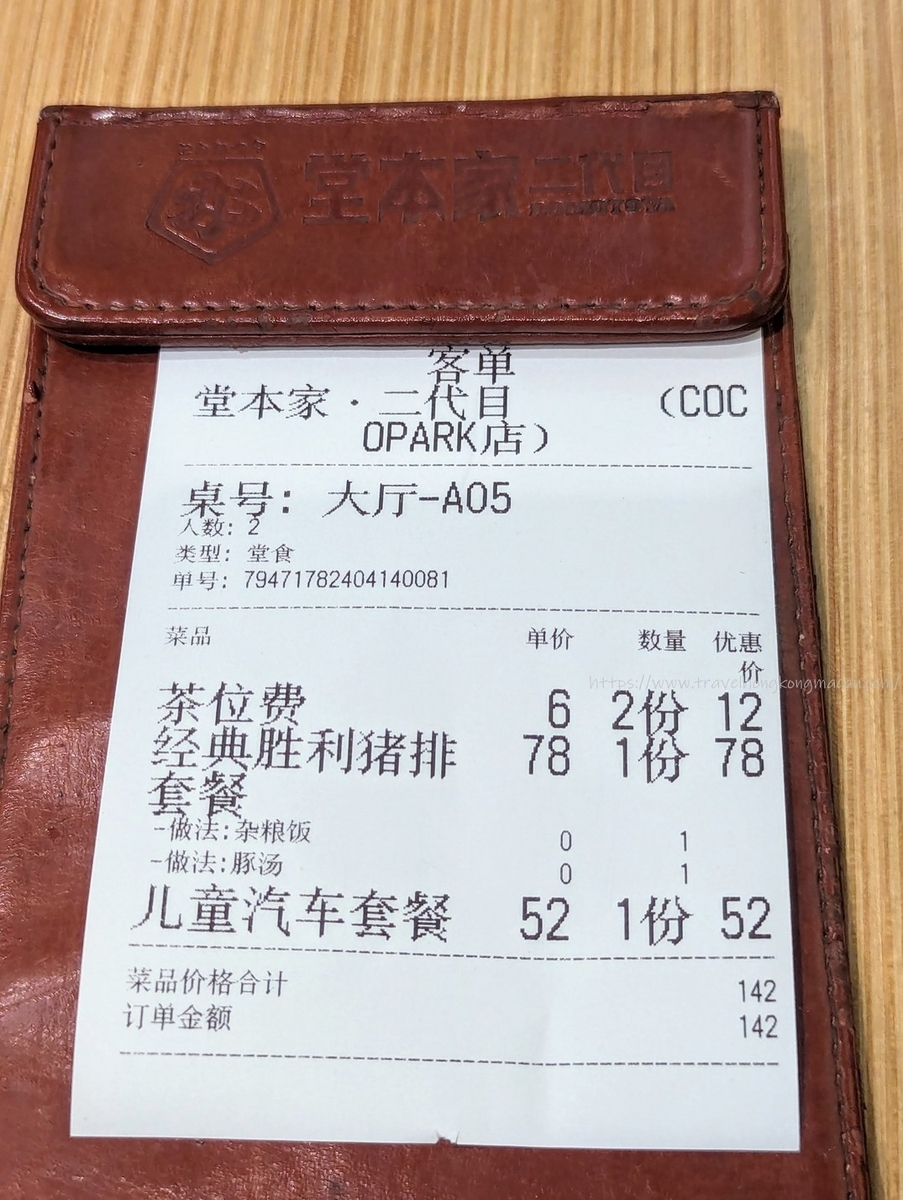 堂本家二代目
客单
堂本家·二代目 （COC
OPARK店）
桌号: 大厅-A05
人数: 2
类型: 堂食
单号: 79471782404140081
菜品 单价 数量 优惠
价
https://www.travelhongkongmacau.com/
茶位费 6 2份 12
经典胜利猪排 78 1份 78
套餐
-做法:杂粮饭 0 1
-做法:豚汤 0 1
儿童汽车套餐 52 1份 52
菜品价格合计 142
订单金额 142